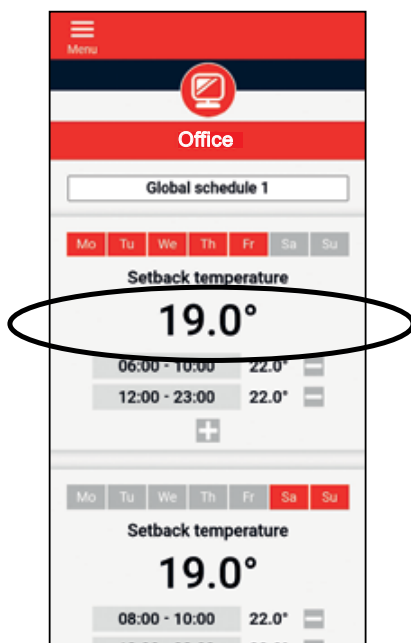 Menu
Office
Global schedule 1
Mo Tu We Th Fr Sa Su
Setback temperature
19.0°
06:00 - 10:00 22.0°
12:00 - 23:00 22.0°
Mo Tu We Th Fr Sa Su
Setback temperature
19.0°
08:00 - 10:00 22.0°